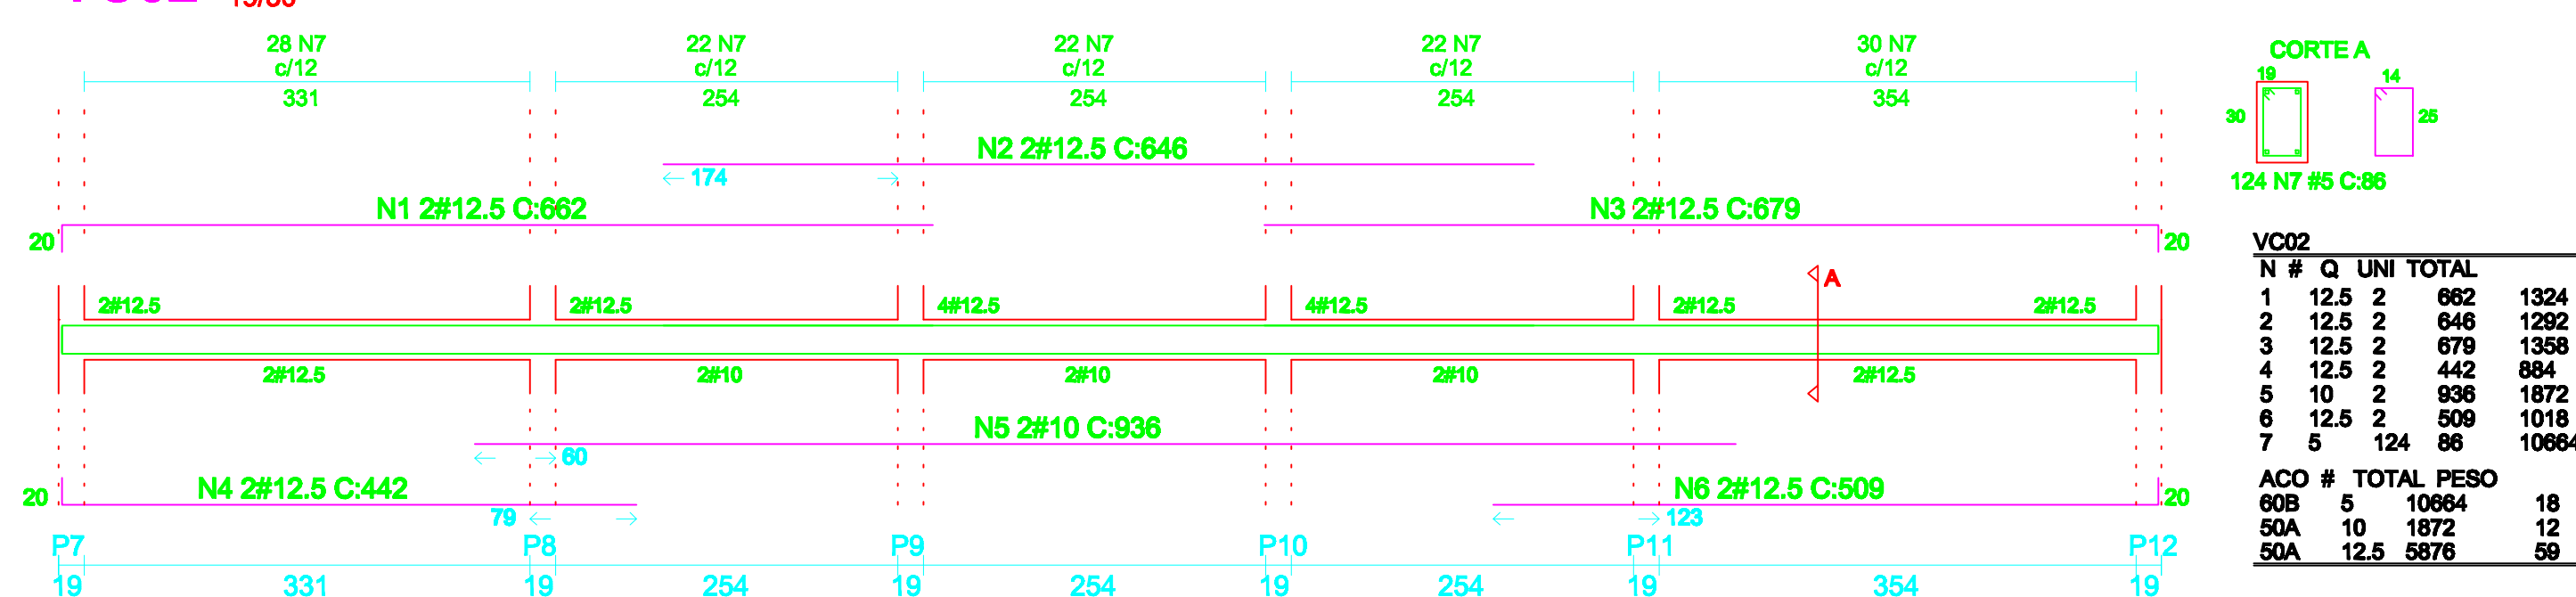 28 N7 22 N7 22 N7 22 N7 30 N7
c/12 c/12 c/12 c/12 c/12
331 254 254 254 354
N2 2#12.5 C:646
174
N1 2#12.5 C:662 N3 2#12.5 C:679
20 20
A
2#12.5 2#12.5 4#12.5 4#12.5 2#12.5 2#12.5
2#12.5 2#10 2#10 2#10 2#12.5
N5 2#10 C:936
60
N4 2#12.5 C:442 N6 2#12.5 C:509
20 20
79 123
P7 P8 P9 P10 P11 P12
19 331 19 254 19 254 19 254 19 354 19
CORTE A
19 14
30 25
124 N7 #5 C:86
VC02
N # Q UNI TOTAL
1 12.5 2 662 1324
2 12.5 2 646 1292
3 12.5 2 679 1358
4 12.5 2 442 884
5 10 2 936 1872
6 12.5 2 509 1018
7 5 124 86 10664
ACO # TOTAL PESO
60B 5 10664 18
50A 10 1872 12
50A 12.5 5876 59